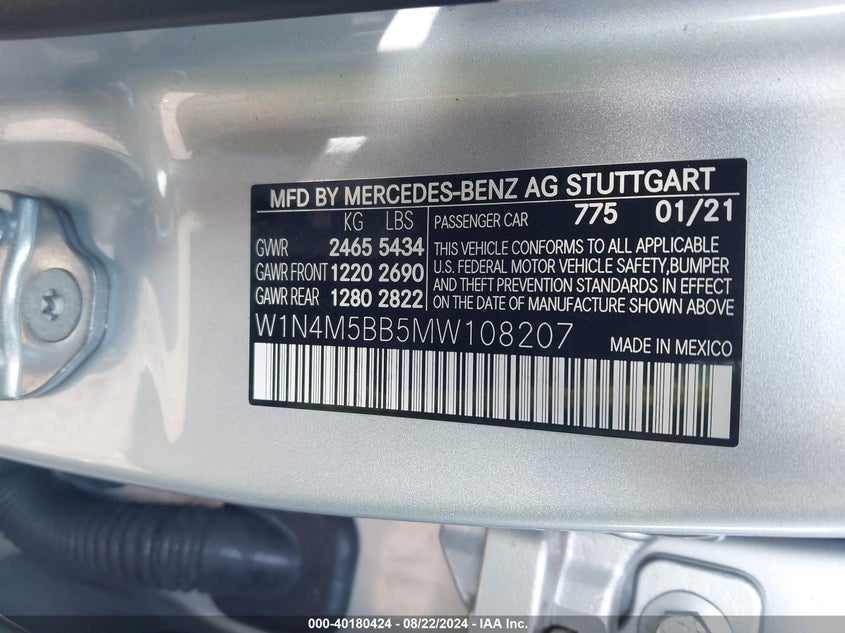 MFD BY MERCEDES-BENZ AG STUTTGART
KG LBS
GVWR 2465 5434
GAWR FRONT 1220 2690
GAWR REAR 1280 2822
PASSENGER CAR 775 01/21
THIS VEHICLE CONFORMS TO ALL APPLICABLE
U.S. FEDERAL MOTOR VEHICLE SAFETY,BUMPER
AND THEFT PREVENTION STANDARDS IN EFFECT
ON THE DATE OF MANUFACTURE SHOWN ABOVE
W1N4M5BB5MW108207 MADE IN MEXICO
000-40180424 - 08/22/2024 - IAA Inc.